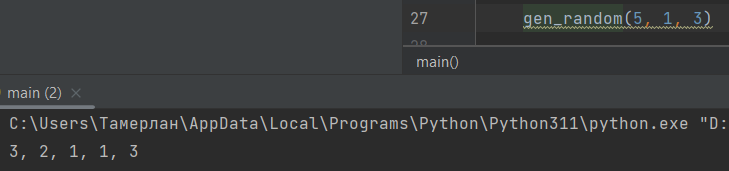 27 gen_random(5, 1, 3)
28
main()
main (2) ×
C:\Users\Тамерлан\AppData\Local\Programs\Python\Python311\python.exe "D:
3, 2, 1, 1, 3